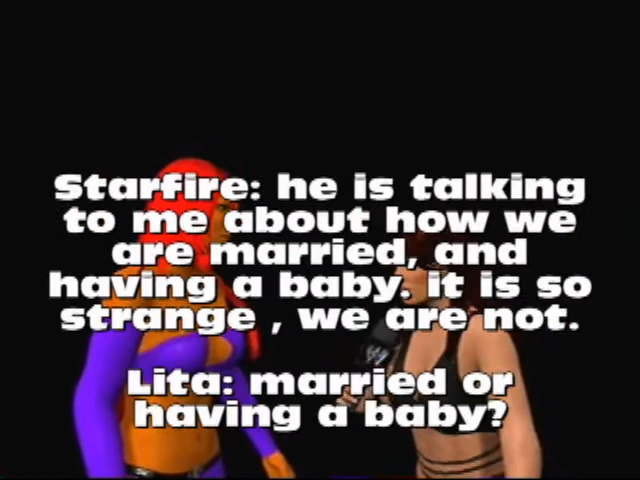 Starfire: he is talking
to me about how we
are married, and
having a baby. it is so
strange , we are not.
Lita: married or
having a baby?